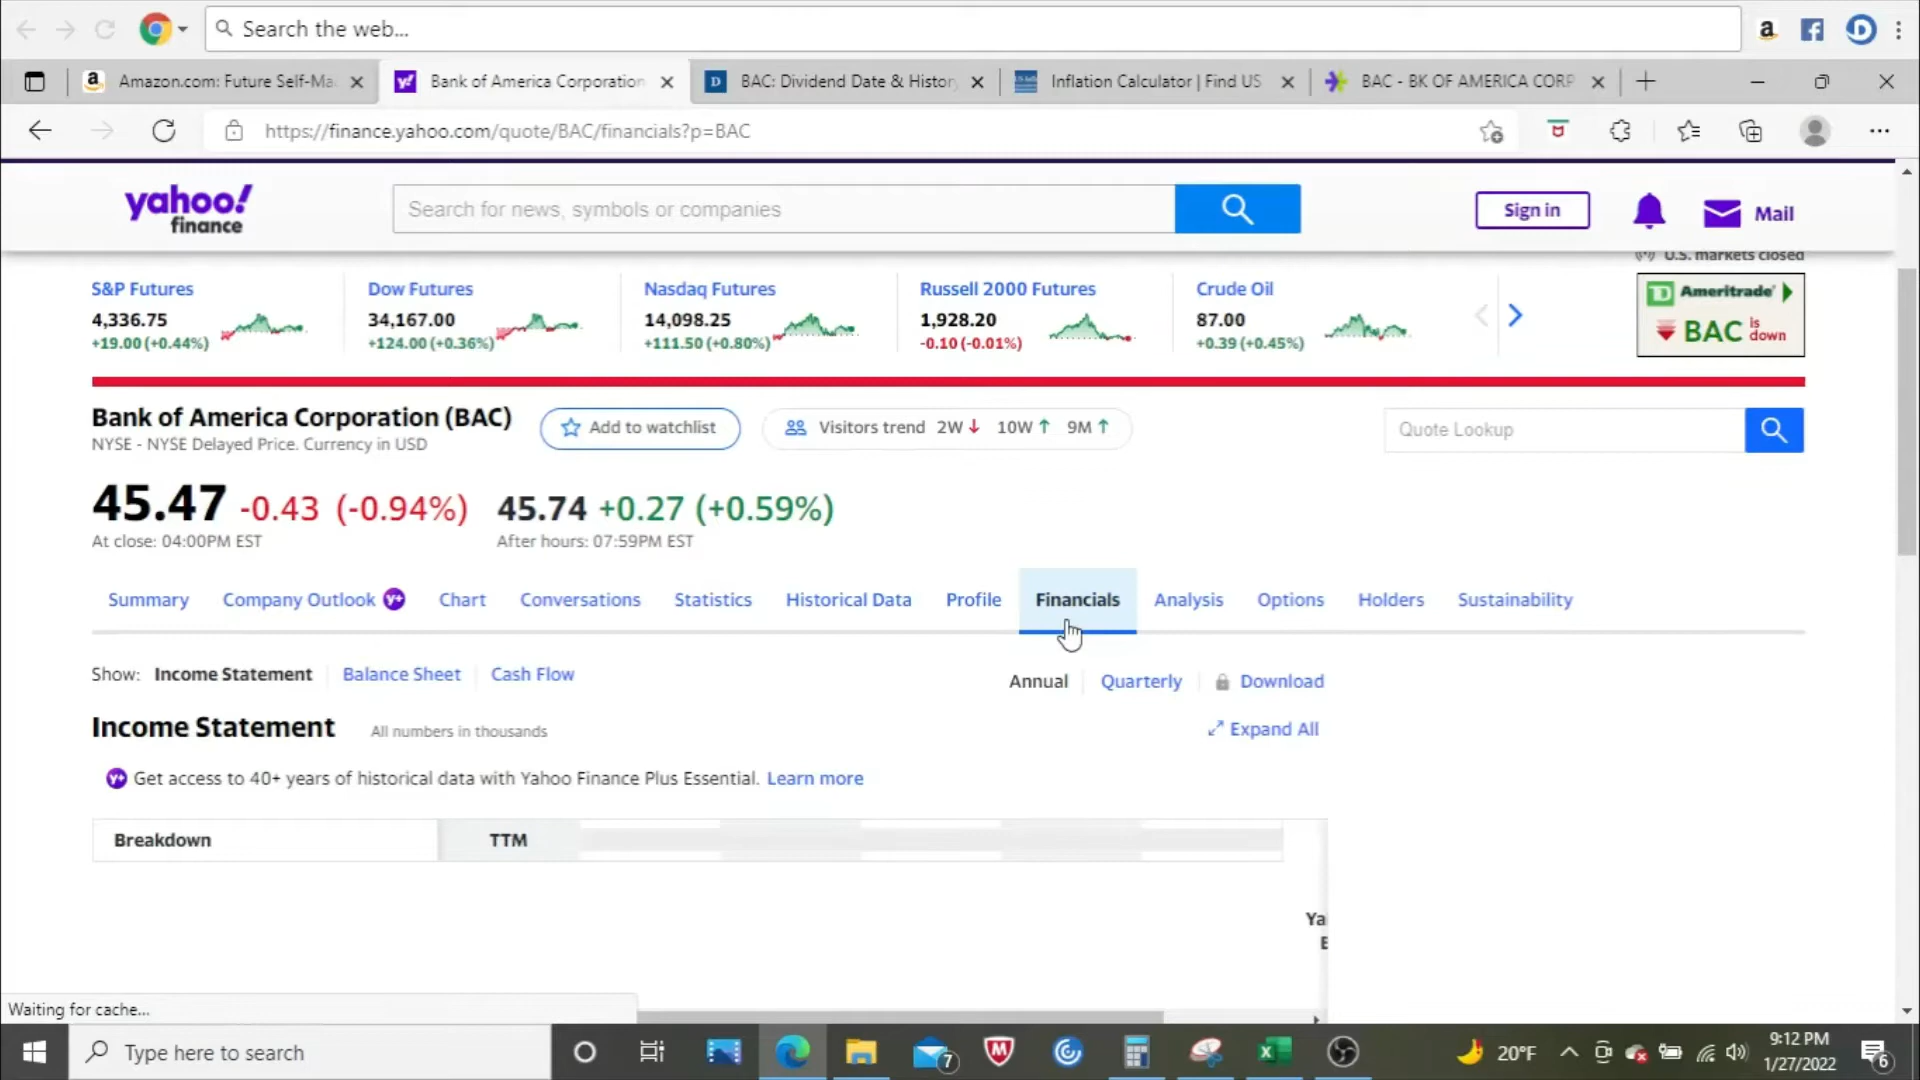 Search the web...
a
Amazon.com: Future Self-Ma
Bank of America Corporation
D
BAC: Dividend Date & Histor
Inflation Calculator | Find US
BAC - BK OF AMERICA CORP
https://finance.yahoo.com/quote/BAC/financials?p=BAC
yahoo!
finance
Search for news, symbols or companies
Sign in
Mail
U.S. markets closed
S&P Futures
4,336.75
+19.00 (+0.44%)
Dow Futures
34,167.00
+124.00 (+0.36%)
Nasdaq Futures
14,098.25
+111.50 (+0.80%)
Russell 2000 Futures
1,928.20
-0.10 (-0.01%)
Crude Oil
87.00
+0.39 (+0.45%)
Ameritrade
BAC is down
Bank of America Corporation (BAC)
NYSE - NYSE Delayed Price. Currency in USD
Add to watchlist
Visitors trend 2W ↓ 10W ↑ 9M ↑
Quote Lookup
45.47 -0.43 (-0.94%)
At close: 04:00PM EST
45.74 +0.27 (+0.59%)
After hours: 07:59PM EST
Summary
Company Outlook
Chart
Conversations
Statistics
Historical Data
Profile
Financials
Analysis
Options
Holders
Sustainability
Show: Income Statement Balance Sheet Cash Flow
Annual Quarterly Download
Income Statement All numbers in thousands
Expand All
Get access to 40+ years of historical data with Yahoo Finance Plus Essential. Learn more
Breakdown TTM
Ya
Waiting for cache...
Type here to search
7
20°F
9:12 PM
1/27/2022
6